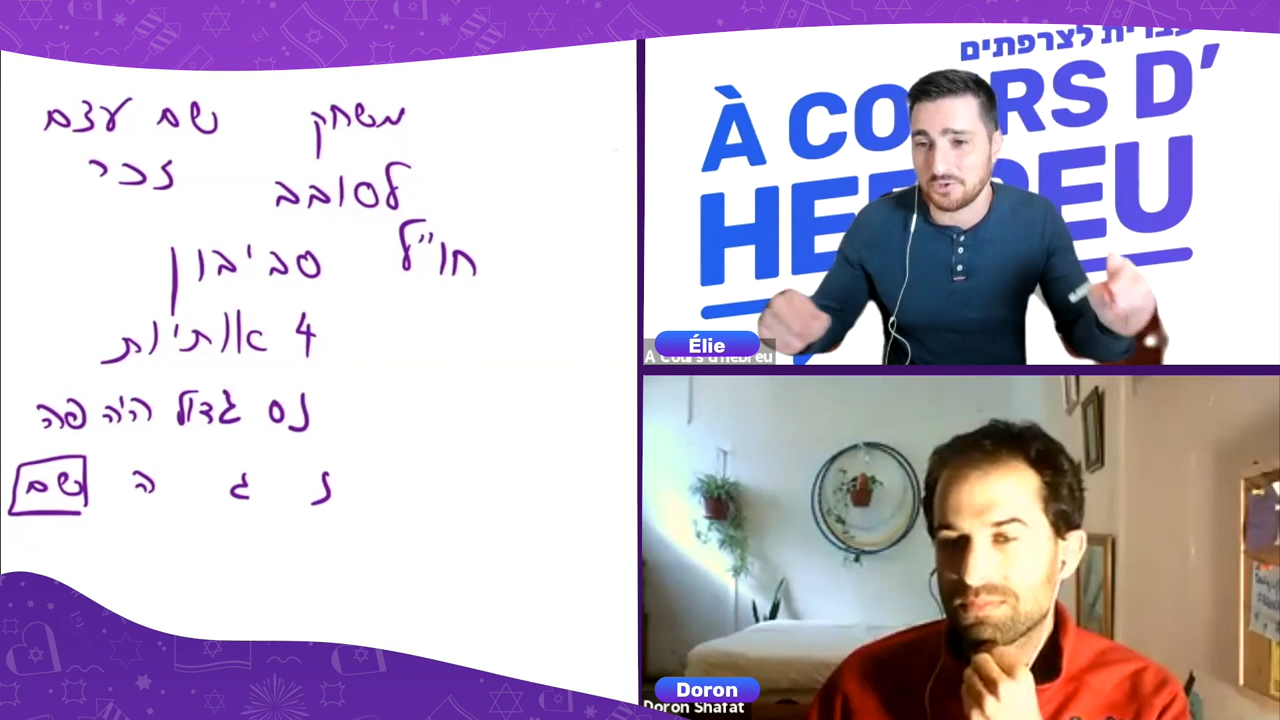 משחק שם עצם
לסובב זכר
חו"ל סביבון
4 אותיות
נס גדול היה פה
נ ג ה שם
עברית לצרפתים
À COURS D'
HEBREU
Élie
A Cours d'hebreu
Doron
Doron Shafat